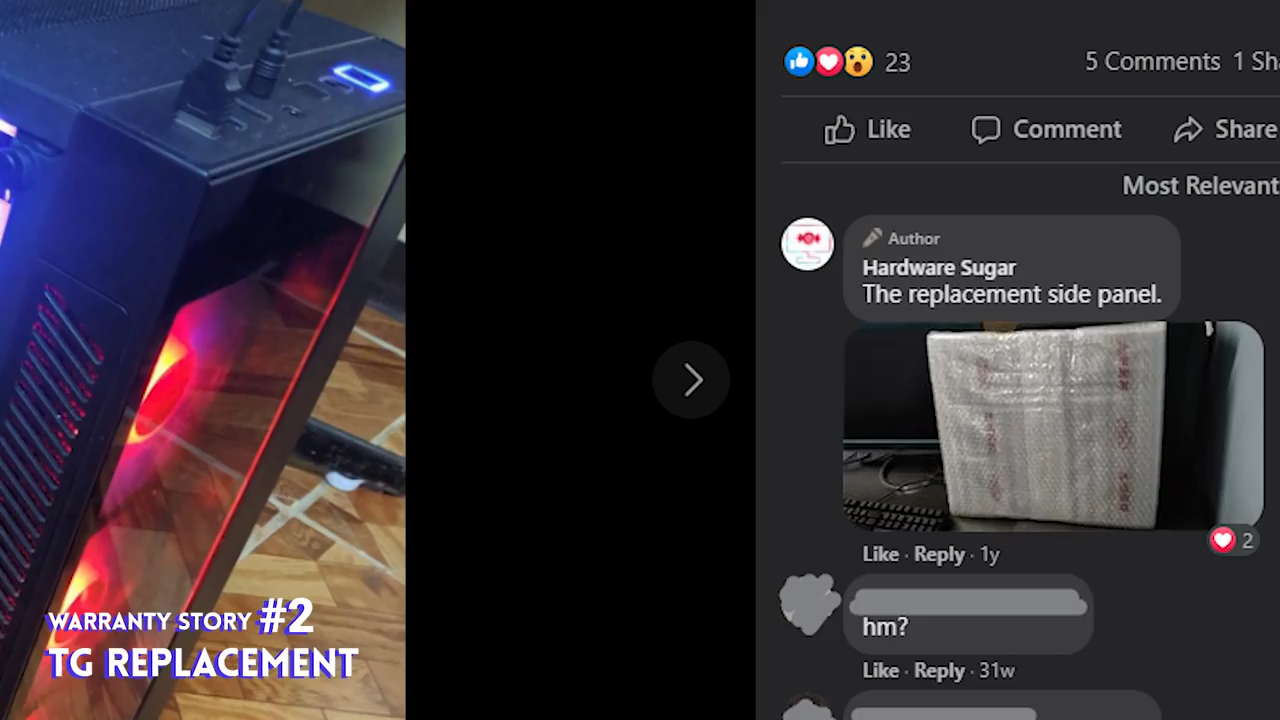 23
5 Comments 1 Sha
Like
Comment
Share
Most Relevant
Author
Hardware Sugar
The replacement side panel.
2
Like · Reply · 1y
hm?
Like · Reply · 31w
WARRANTY STORY #2
TG REPLACEMENT